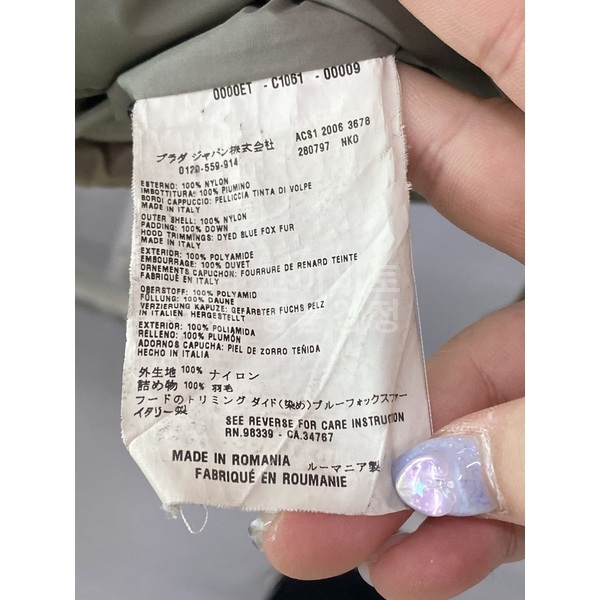 0000ET - C1061 - 00009
ACS1 2006 3678
プラダ ジャパン株式会社
280797 NKO
0120-559-914
ESTERNO: 100% NYLON
IMBOTTITURA: 100% PIUMINO
BORDI CAPPUCCIO: PELLICCIA TINTA DI VOLPE
MADE IN ITALY
OUTER SHELL: 100% NYLON
PADDING: 100% DOWN
HOOD TRIMMINGS: DYED BLUE FOX FUR
MADE IN ITALY
EXTERIOR: 100% POLYAMIDE
EMBOURRAGE: 100% DUVET
ORNEMENTS CAPUCHON: FOURRURE DE RENARD TEINTE
FABRIQUÉ EN ITALY
OBERSTOFF: 100% POLYAMID
FÜLLUNG: 100% DAUNE
VERZIERUNG KAPUZE: GEFÄRBTER FUCHS PELZ
IN ITALIEN HERGESTELLT
EXTERIOR: 100% POLIAMIDA
RELLENO: 100% PLUMÓN
ADORNOS CAPUCHA: PIEL DE ZORRO TEÑIDA
HECHO IN ITALIA
外生地 100% ナイロン
詰め物 100% 羽毛
フードのトリミング ダイド(染め)ブルーフォックスファー
イタリー製
SEE REVERSE FOR CARE INSTRUCTION
RN.98339 - CA.34767
MADE IN ROMANIA ルーマニア製
FABRIQUÉ EN ROUMANIE